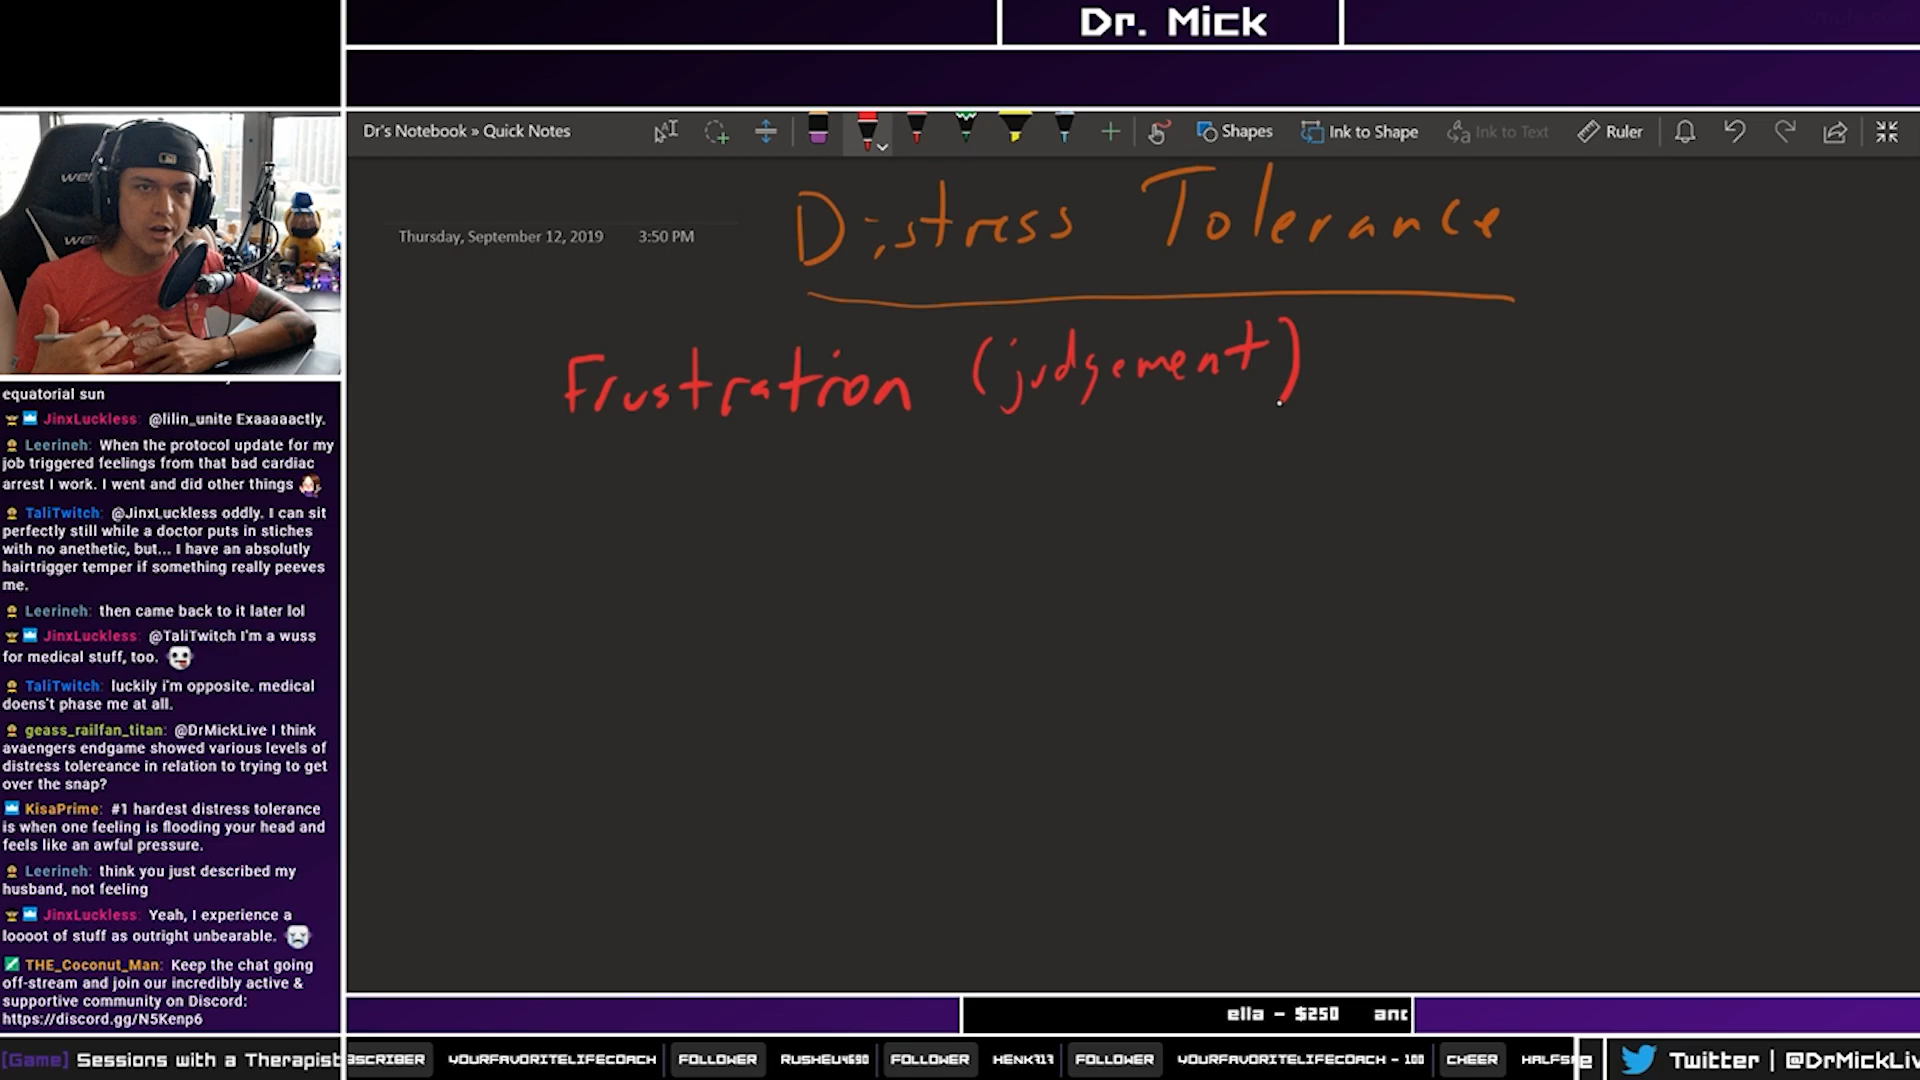 Dr. Mick
Dr's Notebook » Quick Notes
Shapes
Ink to Shape
Ink to Text
Ruler
Distress Tolerance
Thursday, September 12, 2019 3:50 PM
Frustration (judgement)
equatorial sun
JinxLuckless: @lilin_unite Exaaaaactly.
Leerineh: When the protocol update for my
job triggered feelings from that bad cardiac
arrest I work. I went and did other things
TaliTwitch: @JinxLuckless oddly. I can sit
perfectly still while a doctor puts in stiches
with no anethetic, but... I have an absolutly
hairtrigger temper if something really peeves
me.
Leerineh: then came back to it later lol
JinxLuckless: @TaliTwitch I'm a wuss
for medical stuff, too.
TaliTwitch: luckily i'm opposite. medical
doens't phase me at all.
geass_railfan_titan: @DrMickLive I think
avaengers endgame showed various levels of
distress tolereance in relation to trying to get
over the snap?
KisaPrime: #1 hardest distress tolerance
is when one feeling is flooding your head and
feels like an awful pressure.
Leerineh: think you just described my
husband, not feeling
JinxLuckless: Yeah, I experience a
loooot of stuff as outright unbearable.
THE_Coconut_Man: Keep the chat going
off-stream and join our incredibly active &
supportive community on Discord:
https://discord.gg/N5Kenp6
ella - $250 anc
[Game] Sessions with a Therapist
BSCRIBER YOURFAVORITELIFECOACH FOLLOWER RUSHEU4690 FOLLOWER HENK717 FOLLOWER YOURFAVORITELIFECOACH - 100 CHEER HALFS
Twitter | @DrMickLiv